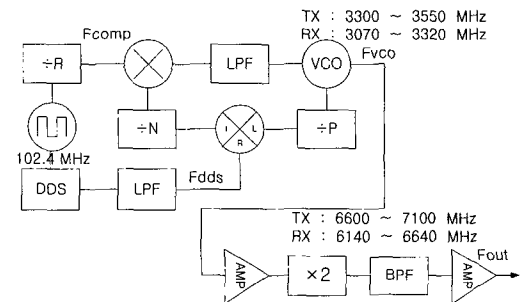 TX : 3300 ~ 3550 MHz
RX : 3070 ~ 3320 MHz
Fcomp
Fvco
÷R
LPF
VCO
÷N
I
L
R
÷P
102.4 MHz
DDS
LPF
Fdds
TX : 6600 ~ 7100 MHz
RX : 6140 ~ 6640 MHz
Fout
AMP
×2
BPF
AMP